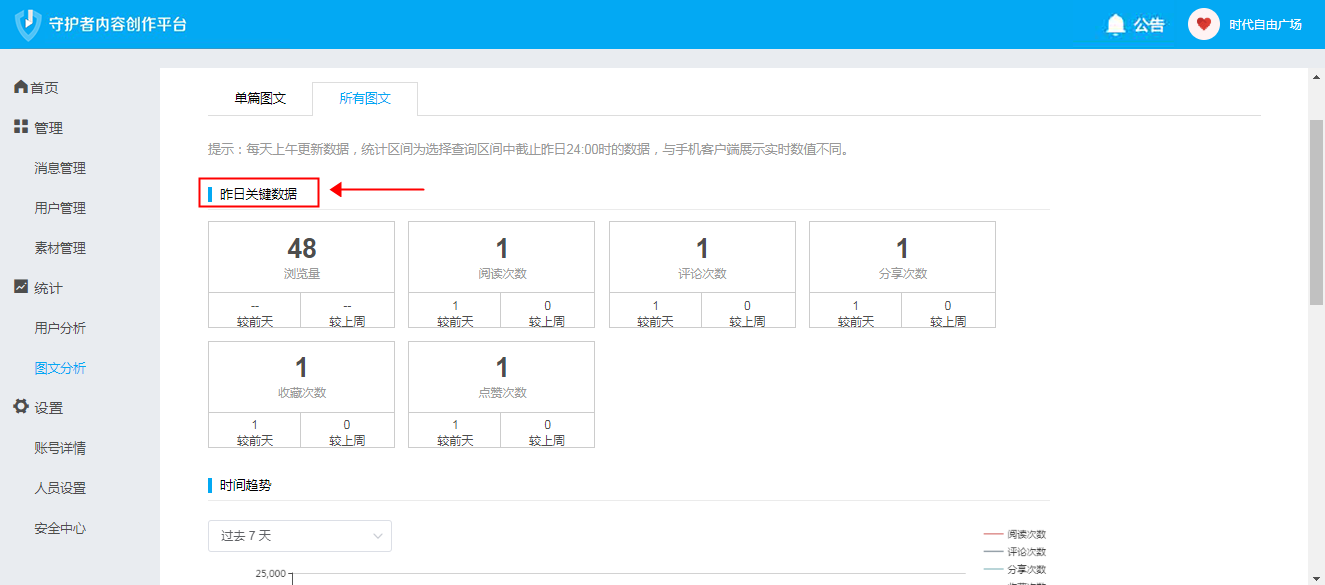 守护者内容创作平台
公告
时代自由广场
首页
管理
消息管理
用户管理
素材管理
统计
用户分析
图文分析
设置
账号详情
人员设置
安全中心
单篇图文 所有图文
提示：每天上午更新数据，统计区间为选择查询区间中截止昨日24:00时的数据，与手机客户端展示实时数值不同。
昨日关键数据
48 1 1 1
浏览量 阅读次数 评论次数 分享次数
-- -- 1 0 1 0 1 0
较前天 较上周 较前天 较上周 较前天 较上周 较前天 较上周
1 1
收藏次数 点赞次数
1 0 1 0
较前天 较上周 较前天 较上周
时间趋势
过去 7 天
阅读次数
评论次数
分享次数
25,000